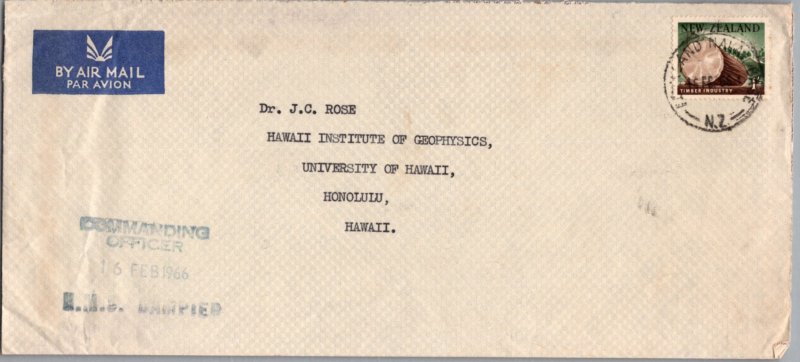 BY AIR MAIL
PAR AVION
NEW ZEALAND
TIMBER INDUSTRY
N.Z.
Dr. J.C. ROSE
HAWAII INSTITUTE OF GEOPHYSICS,
UNIVERSITY OF HAWAII,
HONOLULU,
HAWAII.
COMMANDING
OFFICER
16 FEB 1966
H.M.S. DAMPIER